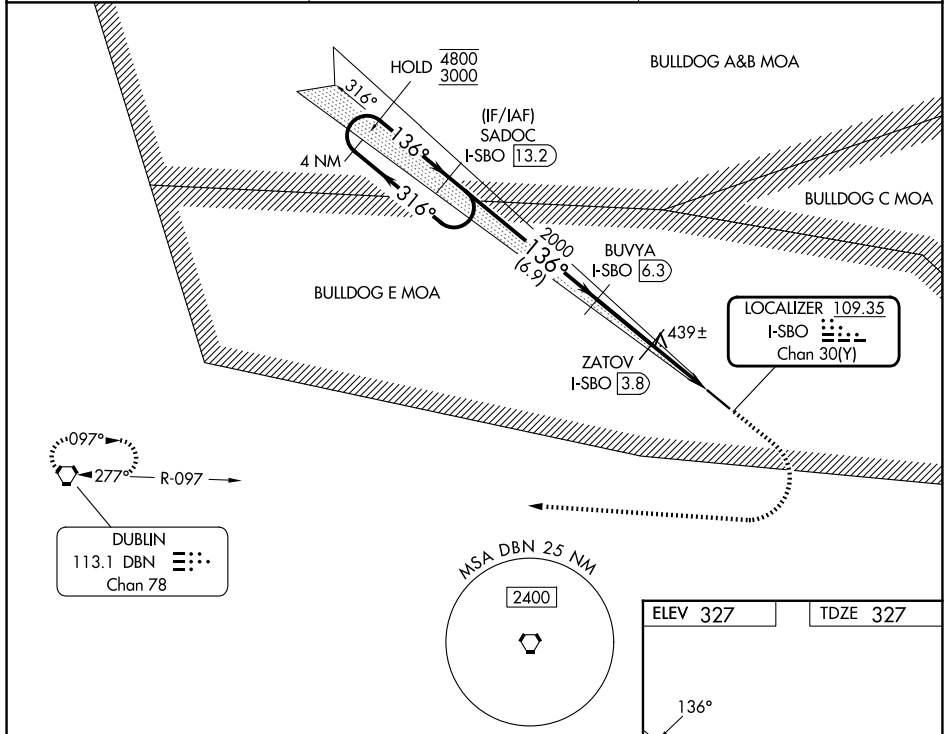 BULLDOG A&B MOA
HOLD 4800
3000
316°
(IF/IAF)
SADOC
I-SBO 13.2
136°
4 NM
316°
BULLDOG C MOA
2000
136°
(6.9)
BUVYA
I-SBO 6.3
BULLDOG E MOA
LOCALIZER 109.35
I-SBO
Chan 30(Y)
439±
ZATOV
I-SBO 3.8
097°
277°
R-097
DUBLIN
113.1 DBN
Chan 78
MSA DBN 25 NM
2400
ELEV 327
TDZE 327
136°